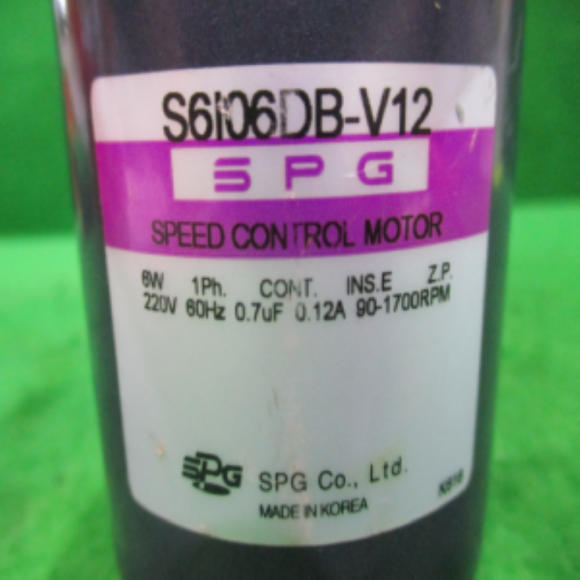 S6I06DB-V12
SPG
SPEED CONTROL MOTOR
6W 1Ph. CONT. INS.E Z.P.
220V 60Hz 0.7uF 0.12A 90-1700RPM
SPG SPG Co., Ltd.
MADE IN KOREA